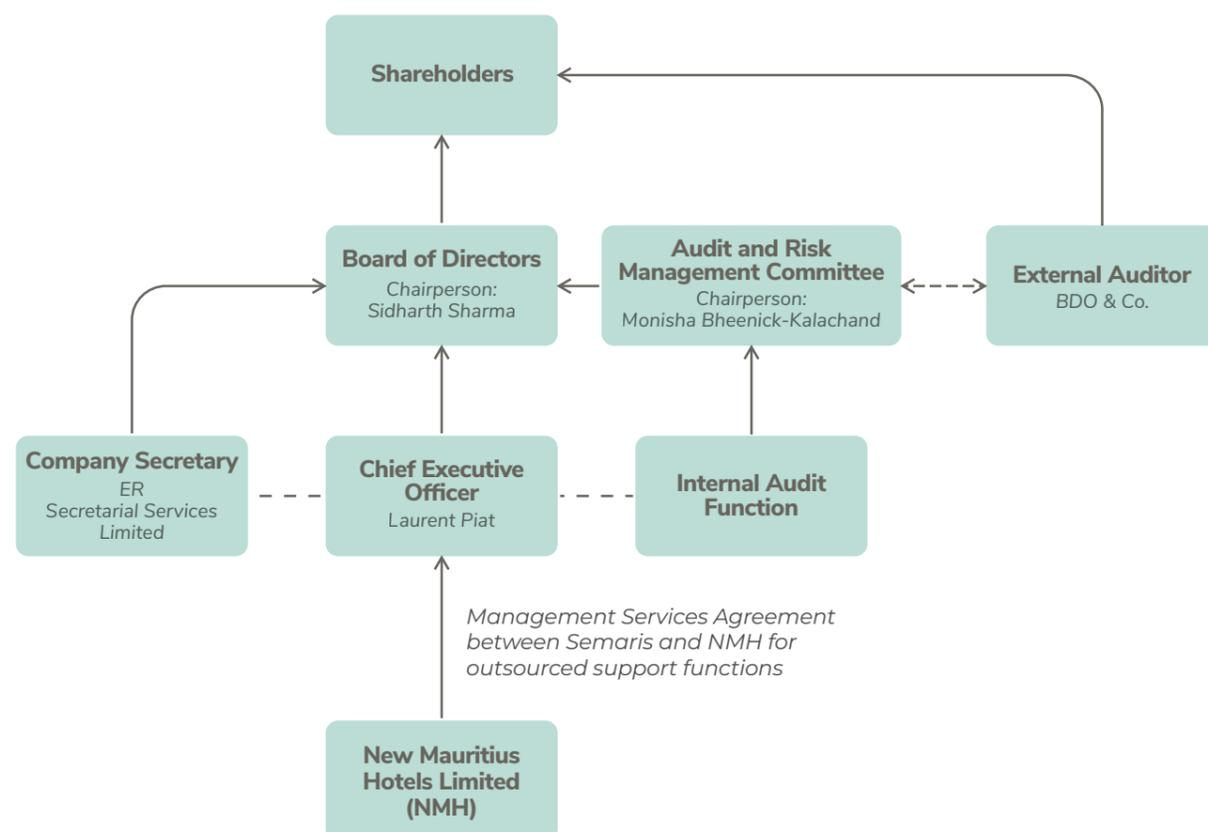 Shareholders
Board of Directors
Chairperson:
Sidharth Sharma
Audit and Risk
Management Committee
Chairperson:
Monisha Bheenick-Kalachand
External Auditor
BDO & Co.
Company Secretary
ER
Secretarial Services
Limited
Chief Executive
Officer
Laurent Piat
Internal Audit
Function
Management Services Agreement
between Semaris and NMH for
outsourced support functions
New Mauritius
Hotels Limited
(NMH)